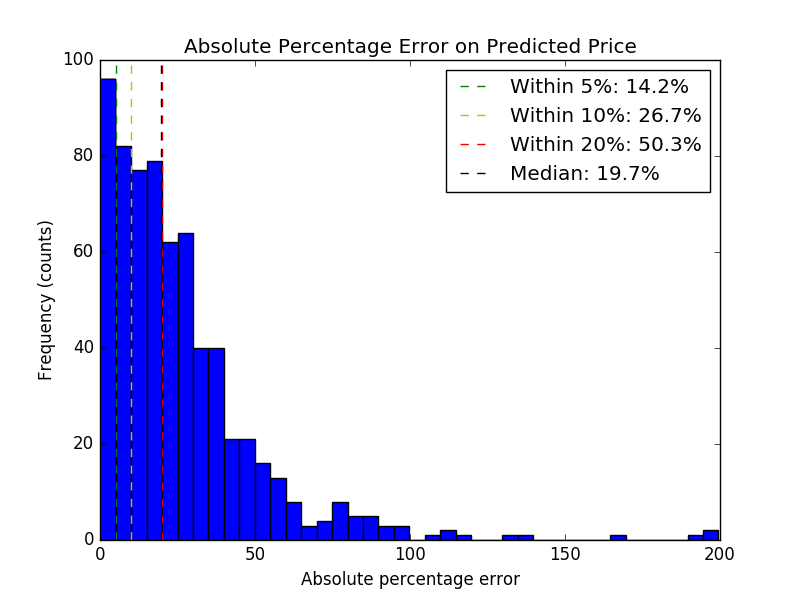 Absolute Percentage Error on Predicted Price
Within 5%: 14.2%
Within 10%: 26.7%
Within 20%: 50.3%
Median: 19.7%
Frequency (counts)
100
80
60
40
20
0
0 50 100 150 200
Absolute percentage error